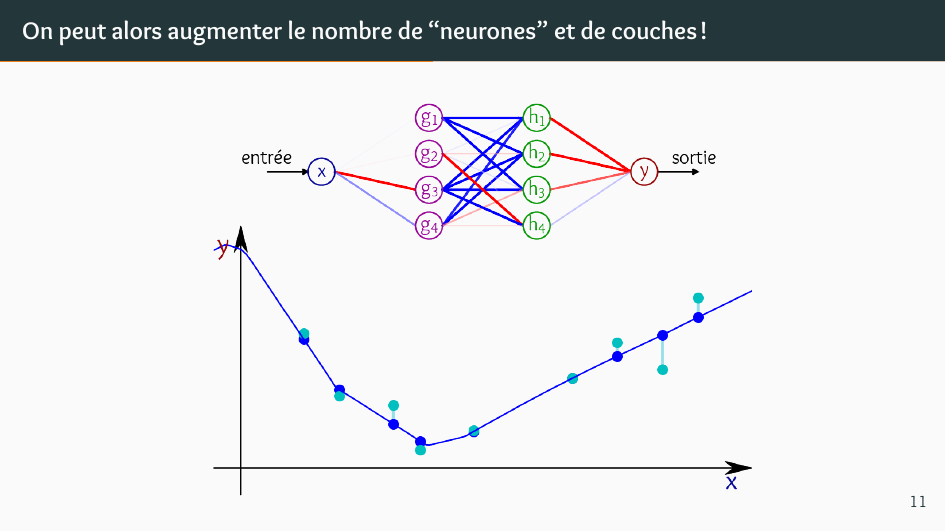 On peut alors augmenter le nombre de “neurones” et de couches !
entrée
x
g1
g2
g3
g4
h1
h2
h3
h4
y
sortie
y
x
11